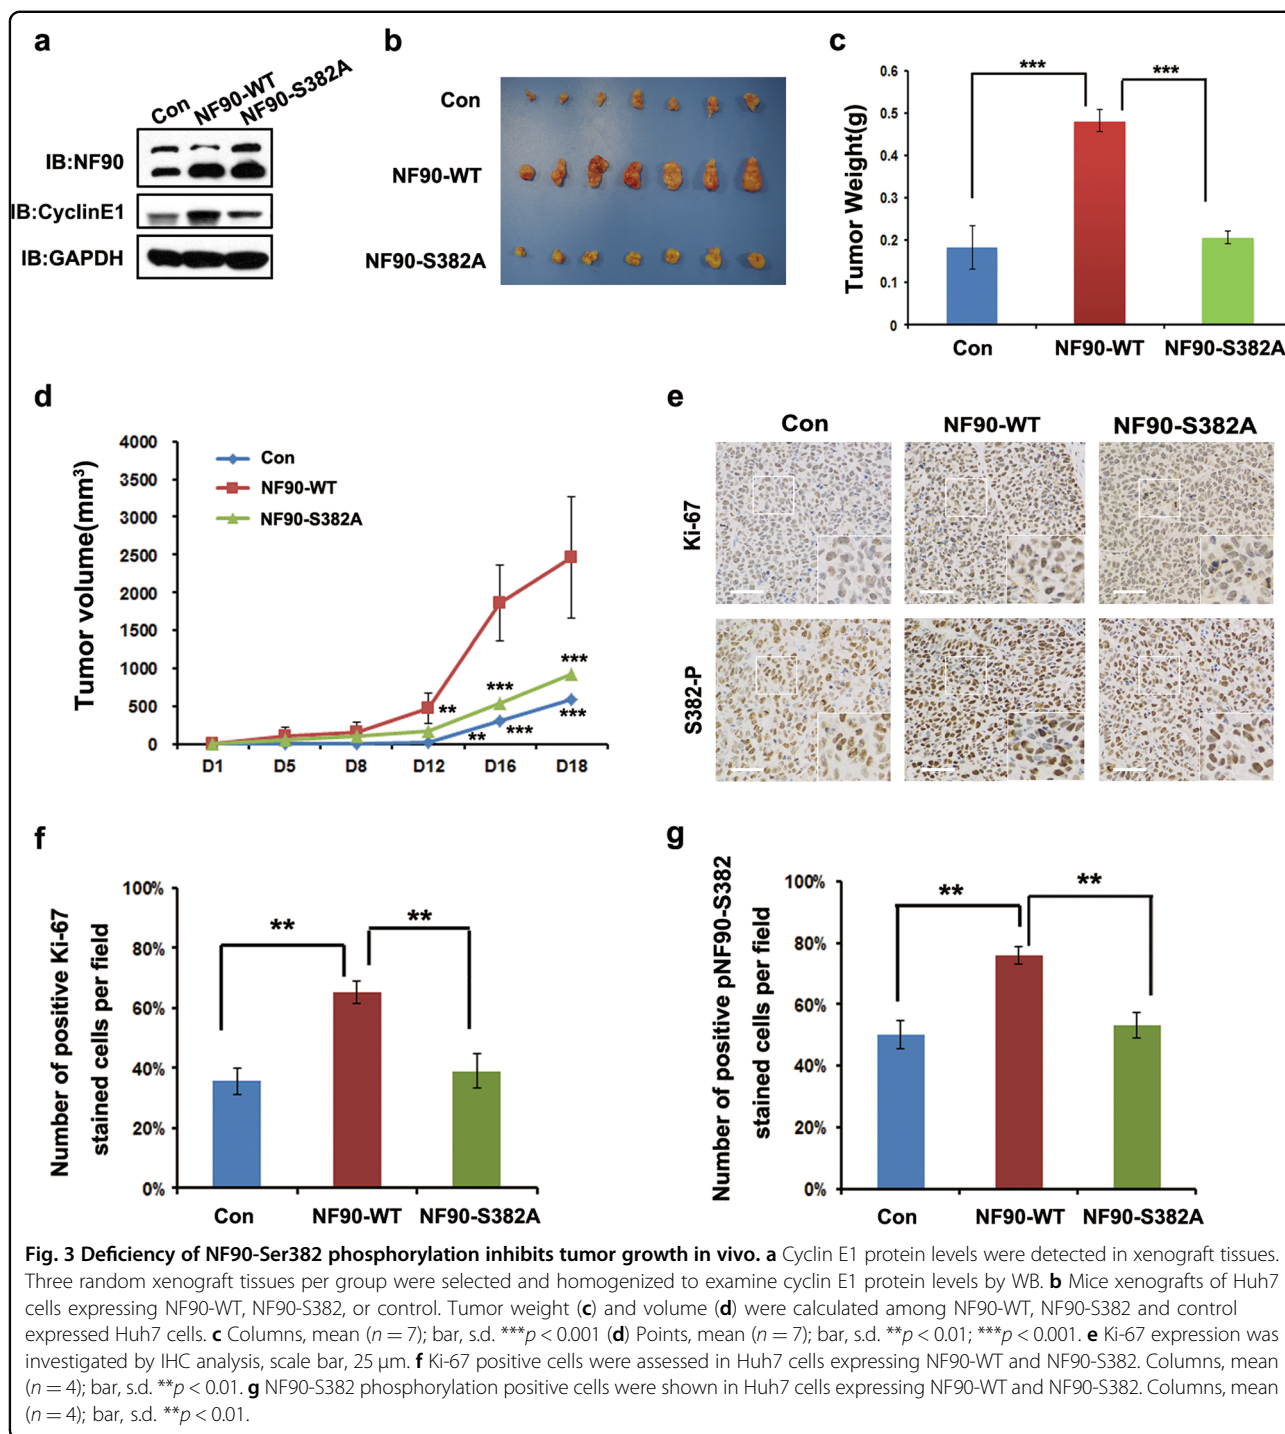 a
Con
NF90-WT
NF90-S382A
IB:NF90
IB:CyclinE1
IB:GAPDH
b
Con
NF90-WT
NF90-S382A
c
Tumor Weight(g)
0.6
0.5
0.4
0.3
0.2
0.1
0
***
***
Con
NF90-WT
NF90-S382A
d
Tumor volume(mm³)
4000
3500
3000
2500
2000
1500
1000
500
0
Con
NF90-WT
NF90-S382A
**
**
***
***
***
***
D1
D5
D8
D12
D16
D18
e
Con
NF90-WT
NF90-S382A
Ki-67
S382-P
f
Number of positive Ki-67
stained cells per field
100%
80%
60%
40%
20%
0%
**
**
Con
NF90-WT
NF90-S382A
g
Number of positive pNF90-S382
stained cells per field
100%
80%
60%
40%
20%
0%
**
**
Con
NF90-WT
NF90-S382A
Fig. 3 Deficiency of NF90-Ser382 phosphorylation inhibits tumor growth in vivo. a Cyclin E1 protein levels were detected in xenograft tissues.
Three random xenograft tissues per group were selected and homogenized to examine cyclin E1 protein levels by WB. b Mice xenografts of Huh7
cells expressing NF90-WT, NF90-S382, or control. Tumor weight (c) and volume (d) were calculated among NF90-WT, NF90-S382 and control
expressed Huh7 cells. c Columns, mean (n = 7); bar, s.d. ***p < 0.001 (d) Points, mean (n = 7); bar, s.d. **p < 0.01; ***p < 0.001. e Ki-67 expression was
investigated by IHC analysis, scale bar, 25 μm. f Ki-67 positive cells were assessed in Huh7 cells expressing NF90-WT and NF90-S382. Columns, mean
(n = 4); bar, s.d. **p < 0.01. g NF90-S382 phosphorylation positive cells were shown in Huh7 cells expressing NF90-WT and NF90-S382. Columns, mean
(n = 4); bar, s.d. **p < 0.01.